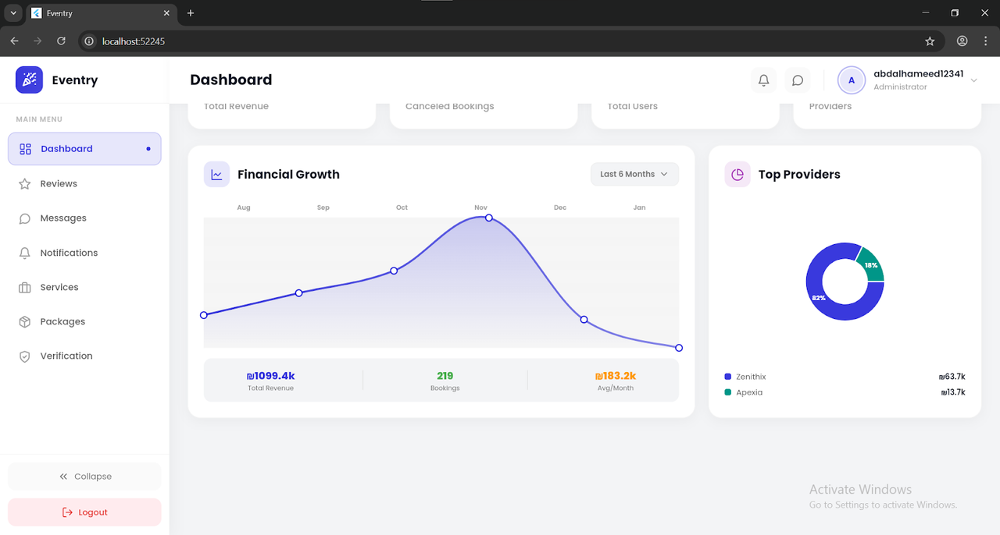 Eventry
localhost:52245
Eventry
Dashboard
A
abdalhameed12341
Administrator
MAIN MENU
Dashboard
Reviews
Messages
Notifications
Services
Packages
Verification
Collapse
Logout
Total Revenue
Canceled Bookings
Total Users
Providers
Financial Growth
Last 6 Months
Aug Sep Oct Nov Dec Jan
₪1099.4k
Total Revenue
219
Bookings
₪183.2k
Avg/Month
Top Providers
18%
82%
Zenithix ₪63.7k
Apexia ₪13.7k
Activate Windows
Go to Settings to activate Windows.